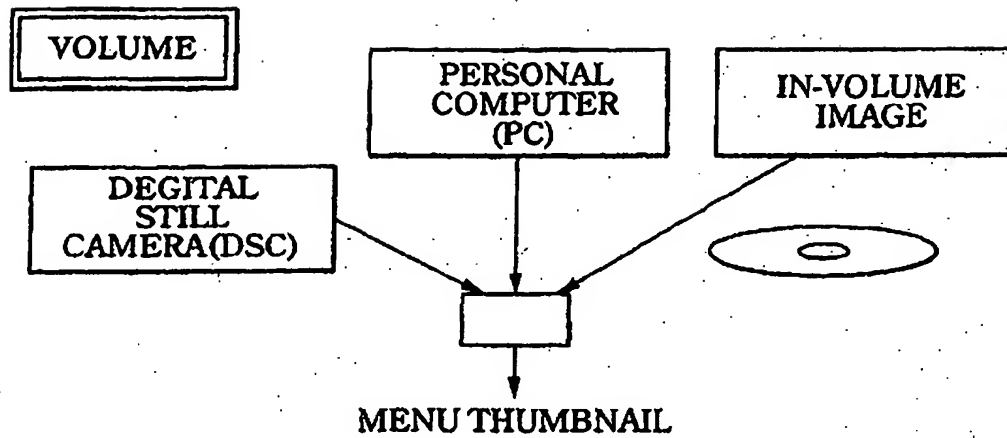 VOLUME
PERSONAL
COMPUTER
(PC)
IN-VOLUME
IMAGE
DEGITAL
STILL
CAMERA(DSC)
MENU THUMBNAIL